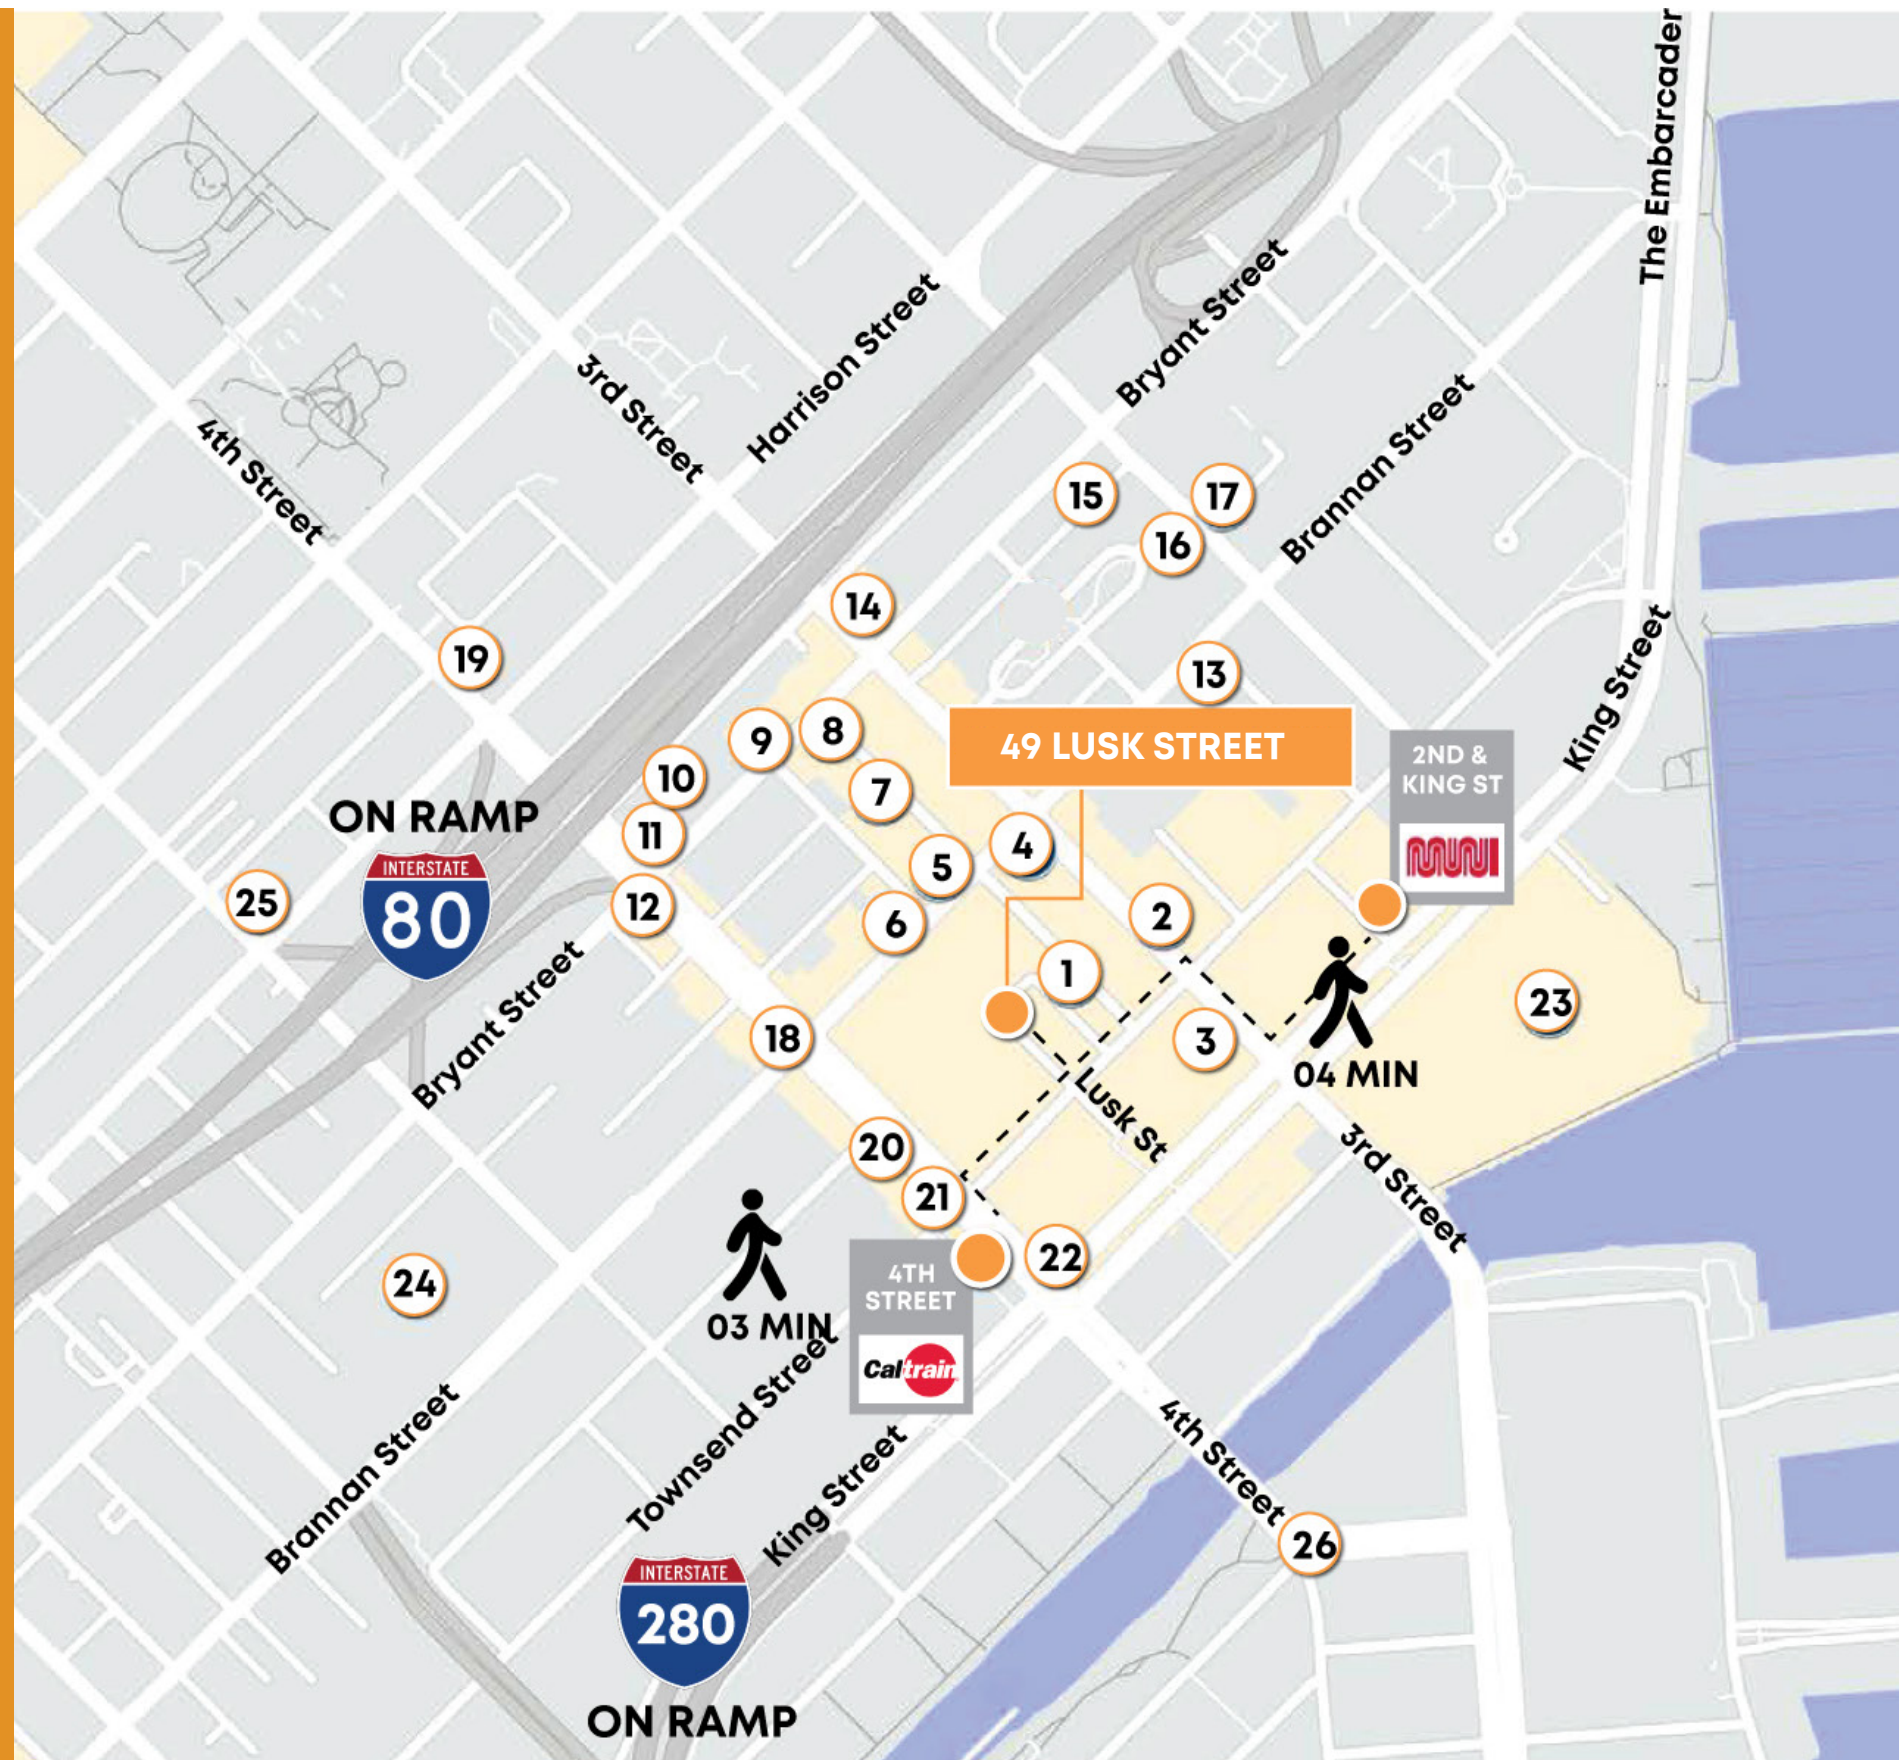 The Embarcader
Bryant Street
Harrison Street
3rd Street
4th Street
Brannan Street
15
17
16
14
19
13
King Street
8
9
49 LUSK STREET
2ND &
KING ST
MUNI
10
7
ON RAMP
11
4
5
INTERSTATE
80
25
12
6
2
1
23
18
3
Bryant Street
04 MIN
Lusk St
20
21
3rd Street
22
24
4TH
STREET
03 MIN
Caltrain
Townsend Street
Brannan Street
King Street
4th Street
26
INTERSTATE
280
ON RAMP